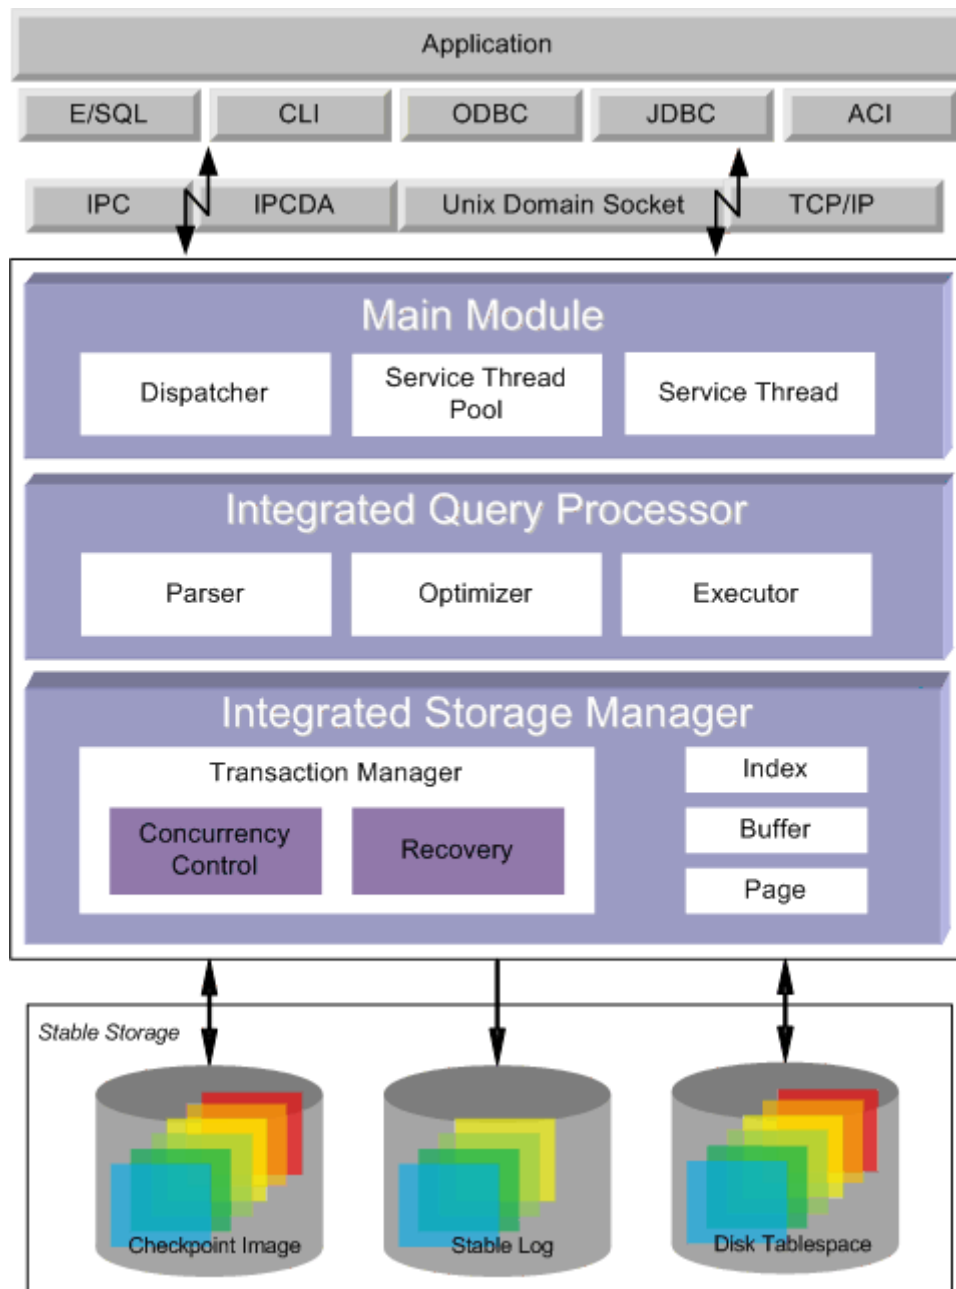 Application
E/SQL CLI ODBC JDBC ACI
IPC IPCDA Unix Domain Socket TCP/IP
Main Module
Dispatcher
Service Thread
Pool
Service Thread
Integrated Query Processor
Parser Optimizer Executor
Integrated Storage Manager
Transaction Manager
Concurrency
Control
Recovery
Index
Buffer
Page
Stable Storage
Checkpoint Image
Stable Log
Disk Tablespace